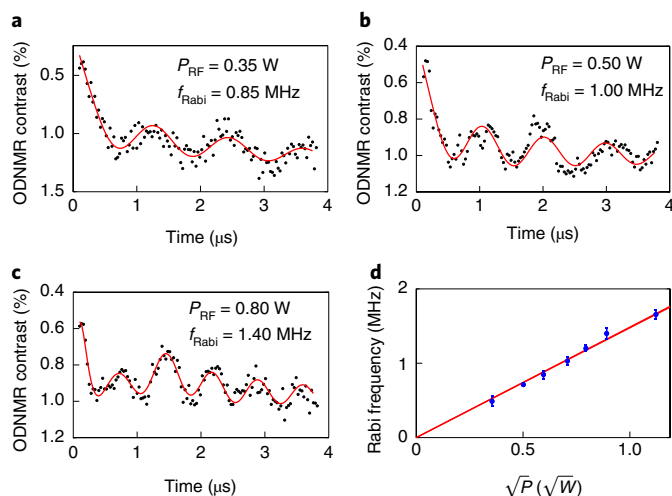 a
0.5
1.0
1.5
ODNMR contrast (%)
P_RF = 0.35 W
f_Rabi = 0.85 MHz
0 1 2 3 4
Time (μs)
b
0.4
0.6
0.8
1.0
1.2
ODNMR contrast (%)
P_RF = 0.50 W
f_Rabi = 1.00 MHz
0 1 2 3 4
Time (μs)
c
0.4
0.6
0.8
1.0
1.2
ODNMR contrast (%)
P_RF = 0.80 W
f_Rabi = 1.40 MHz
0 1 2 3 4
Time (μs)
d
2
1
0
Rabi frequency (MHz)
0 0.5 1.0
√P (√W)